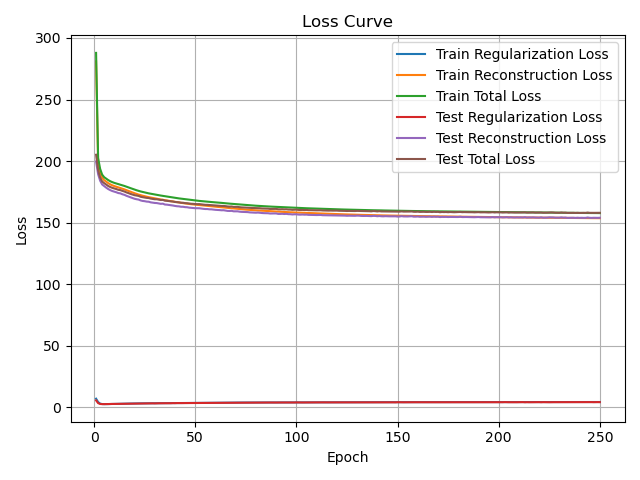 Loss Curve
300
250
200
150
100
50
0
Loss
Train Regularization Loss
Train Reconstruction Loss
Train Total Loss
Test Regularization Loss
Test Reconstruction Loss
Test Total Loss
0 50 100 150 200 250
Epoch